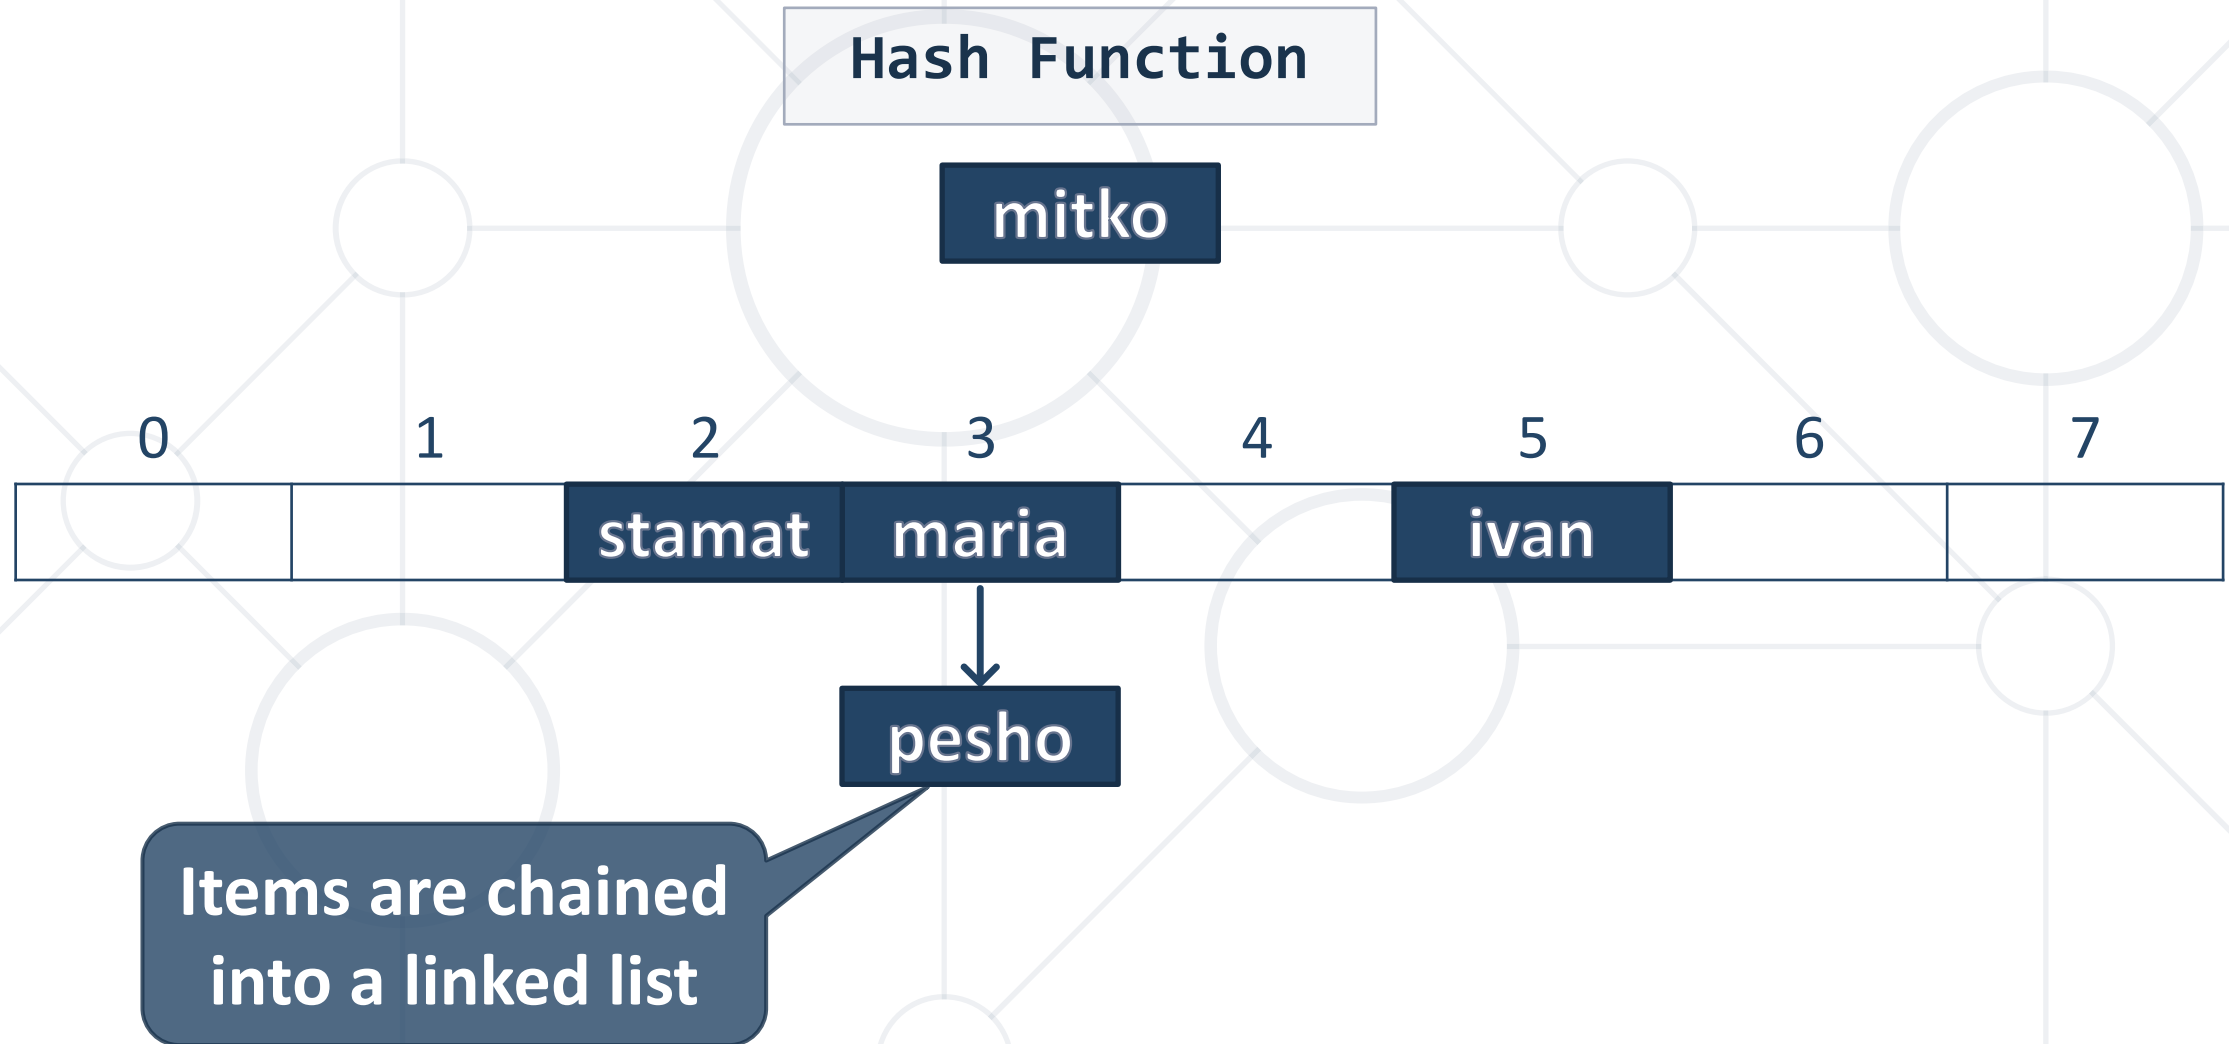 Hash Function
mitko
0 1 2 3 4 5 6 7
stamat maria ivan
pesho
Items are chained
into a linked list